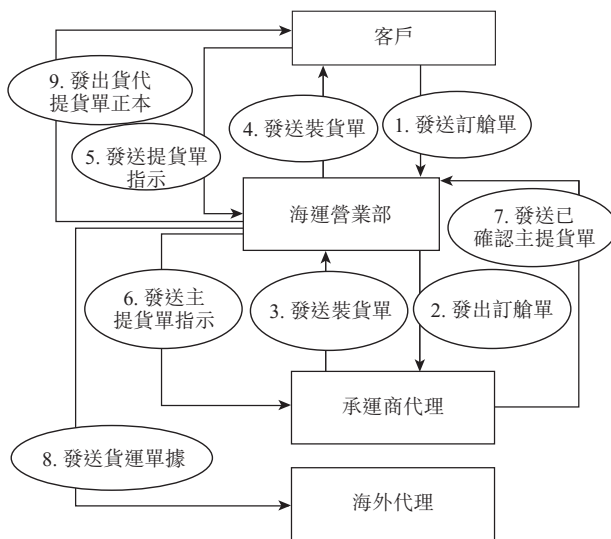 客戶
9. 發出貨代
提貨單正本
4. 發送裝貨單
1. 發送訂艙單
5. 發送提貨單
指示
海運營業部
7. 發送已
確認主提貨單
6. 發送主
提貨單指示
3. 發送裝貨單
2. 發出訂艙單
承運商代理
8. 發送貨運單據
海外代理